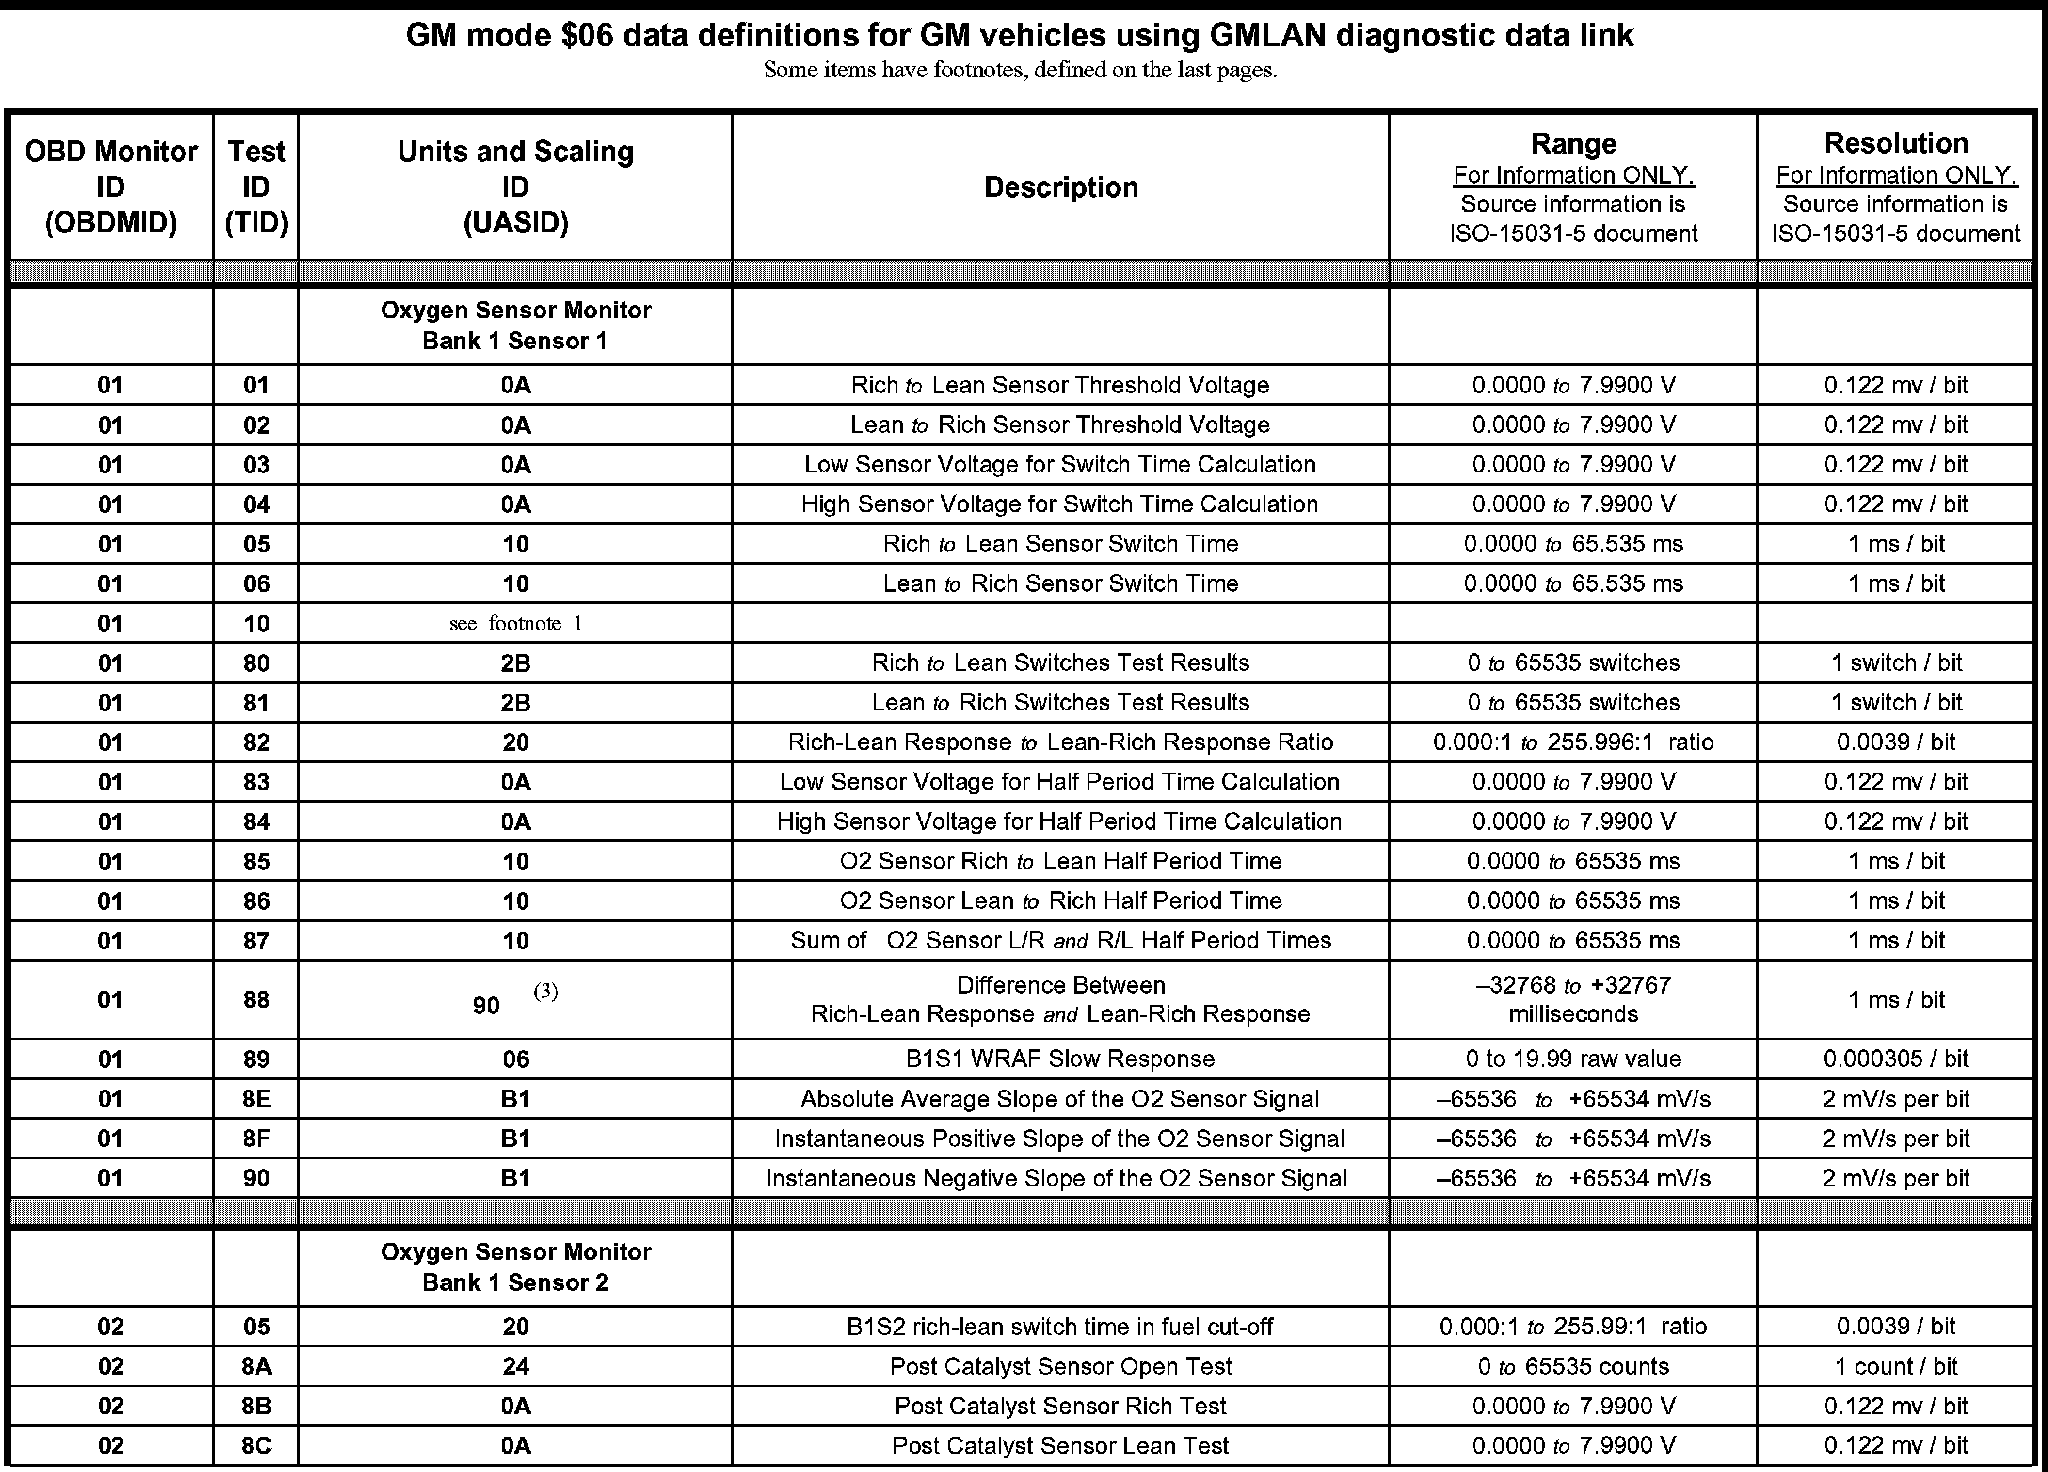 GM mode $06 data definitions for GM vehicles using GMLAN diagnostic data link
Some items have footnotes, defined on the last pages.
OBD Monitor ID (OBDMID) Test ID (TID) Units and Scaling ID (UASID) Description Range For Information ONLY. Source information is ISO-15031-5 document Resolution For Information ONLY. Source information is ISO-15031-5 document
Oxygen Sensor Monitor
Bank 1 Sensor 1
01 01 0A Rich to Lean Sensor Threshold Voltage 0.0000 to 7.9900 V 0.122 mv / bit
01 02 0A Lean to Rich Sensor Threshold Voltage 0.0000 to 7.9900 V 0.122 mv / bit
01 03 0A Low Sensor Voltage for Switch Time Calculation 0.0000 to 7.9900 V 0.122 mv / bit
01 04 0A High Sensor Voltage for Switch Time Calculation 0.0000 to 7.9900 V 0.122 mv / bit
01 05 10 Rich to Lean Sensor Switch Time 0.0000 to 65.535 ms 1 ms / bit
01 06 10 Lean to Rich Sensor Switch Time 0.0000 to 65.535 ms 1 ms / bit
01 10 see footnote 1
01 80 2B Rich to Lean Switches Test Results 0 to 65535 switches 1 switch / bit
01 81 2B Lean to Rich Switches Test Results 0 to 65535 switches 1 switch / bit
01 82 20 Rich-Lean Response to Lean-Rich Response Ratio 0.000:1 to 255.996:1 ratio 0.0039 / bit
01 83 0A Low Sensor Voltage for Half Period Time Calculation 0.0000 to 7.9900 V 0.122 mv / bit
01 84 0A High Sensor Voltage for Half Period Time Calculation 0.0000 to 7.9900 V 0.122 mv / bit
01 85 10 O2 Sensor Rich to Lean Half Period Time 0.0000 to 65535 ms 1 ms / bit
01 86 10 O2 Sensor Lean to Rich Half Period Time 0.0000 to 65535 ms 1 ms / bit
01 87 10 Sum of O2 Sensor L/R and R/L Half Period Times 0.0000 to 65535 ms 1 ms / bit
01 88 90 (3) Difference Between Rich-Lean Response and Lean-Rich Response –32768 to +32767 milliseconds 1 ms / bit
01 89 06 B1S1 WRAF Slow Response 0 to 19.99 raw value 0.000305 / bit
01 8E B1 Absolute Average Slope of the O2 Sensor Signal –65536 to +65534 mV/s 2 mV/s per bit
01 8F B1 Instantaneous Positive Slope of the O2 Sensor Signal –65536 to +65534 mV/s 2 mV/s per bit
01 90 B1 Instantaneous Negative Slope of the O2 Sensor Signal –65536 to +65534 mV/s 2 mV/s per bit
Oxygen Sensor Monitor
Bank 1 Sensor 2
02 05 20 B1S2 rich-lean switch time in fuel cut-off 0.000:1 to 255.99:1 ratio 0.0039 / bit
02 8A 24 Post Catalyst Sensor Open Test 0 to 65535 counts 1 count / bit
02 8B 0A Post Catalyst Sensor Rich Test 0.0000 to 7.9900 V 0.122 mv / bit
02 8C 0A Post Catalyst Sensor Lean Test 0.0000 to 7.9900 V 0.122 mv / bit